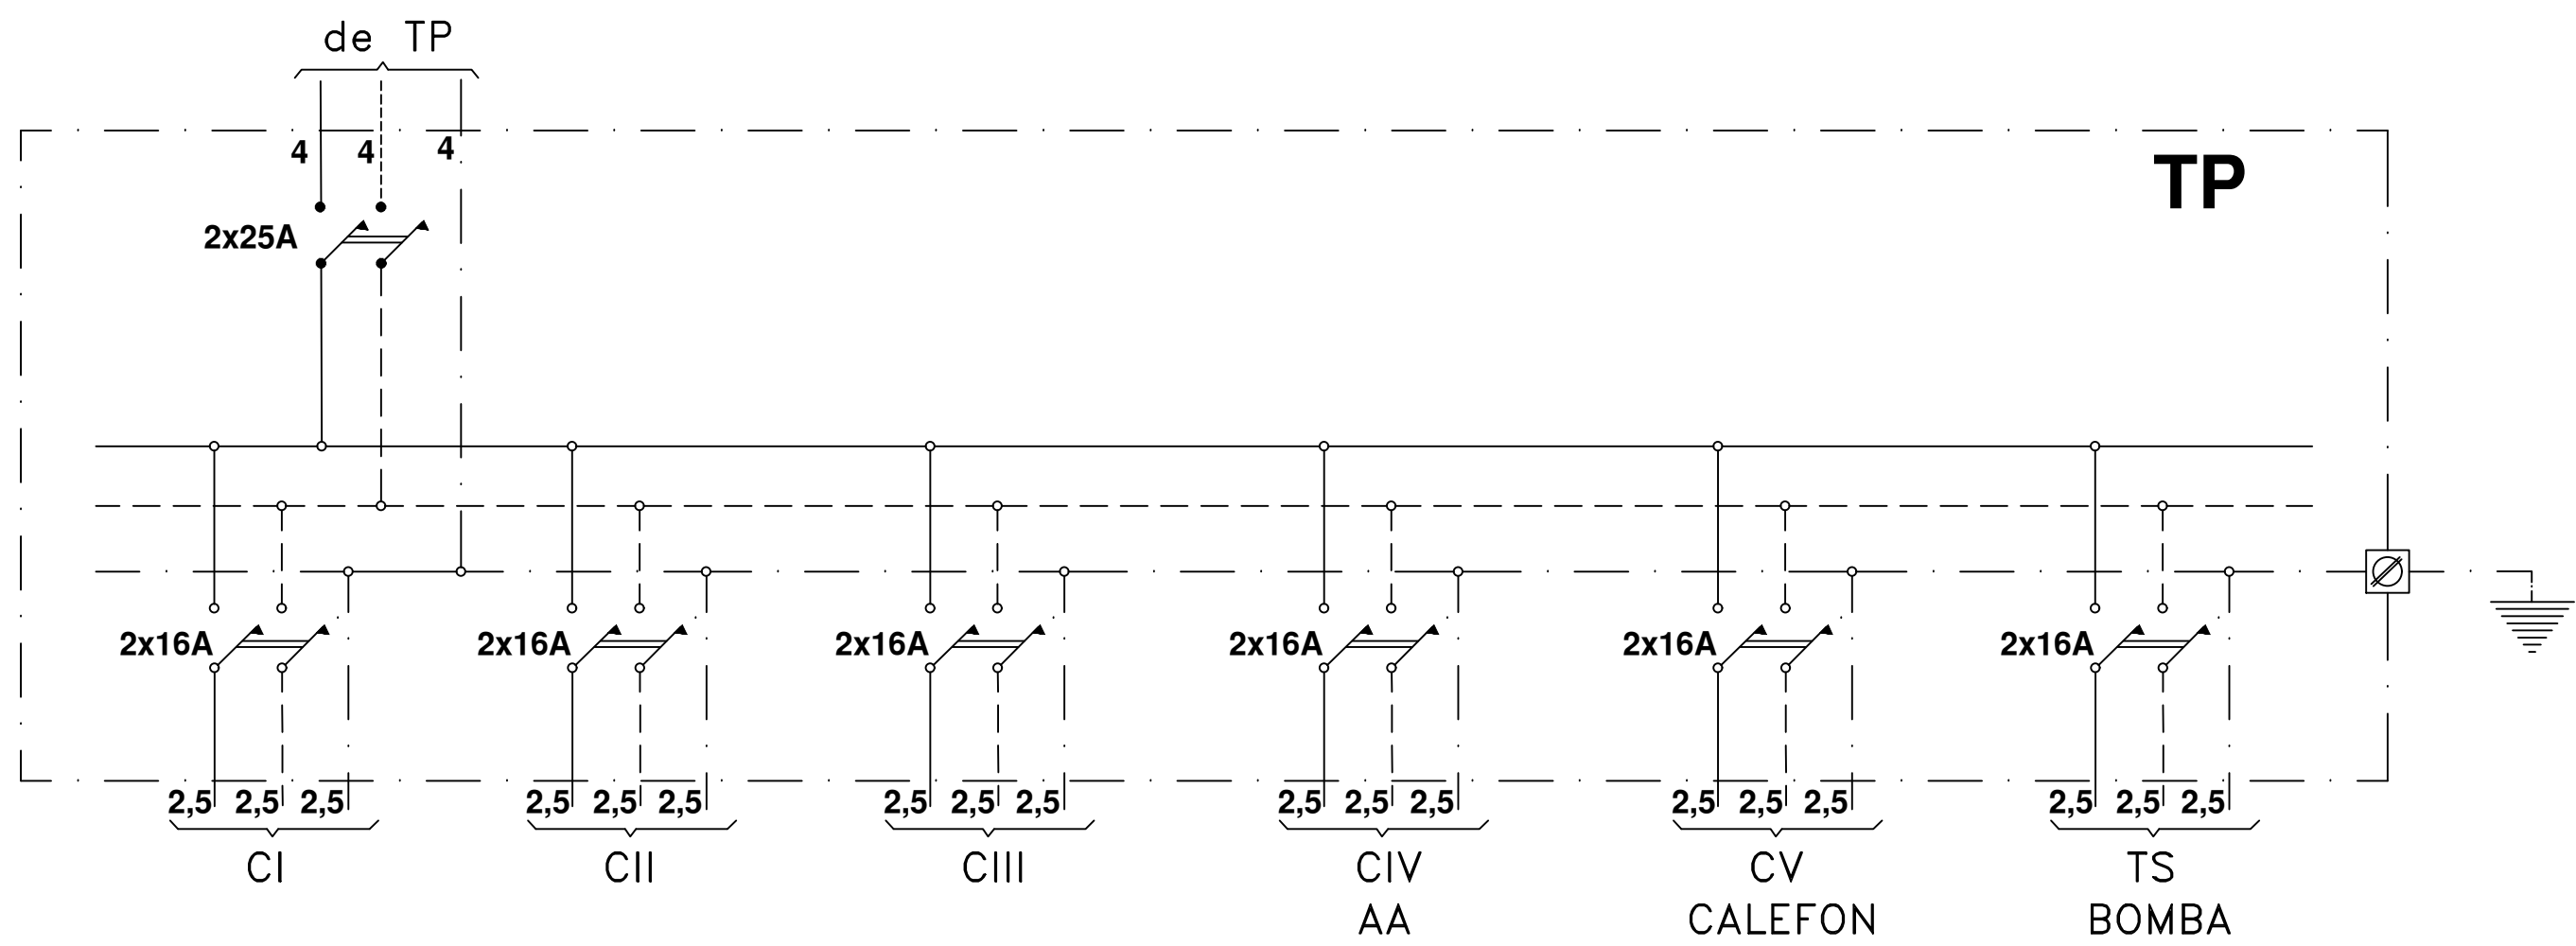 de TP
4 4 4
TP
2x25A
2x16A 2x16A 2x16A 2x16A 2x16A 2x16A
2,5 2,5 2,5 2,5 2,5 2,5 2,5 2,5 2,5 2,5 2,5 2,5 2,5 2,5 2,5 2,5 2,5 2,5
CI CII CIII CIV CV TS
AA CALEFON BOMBA